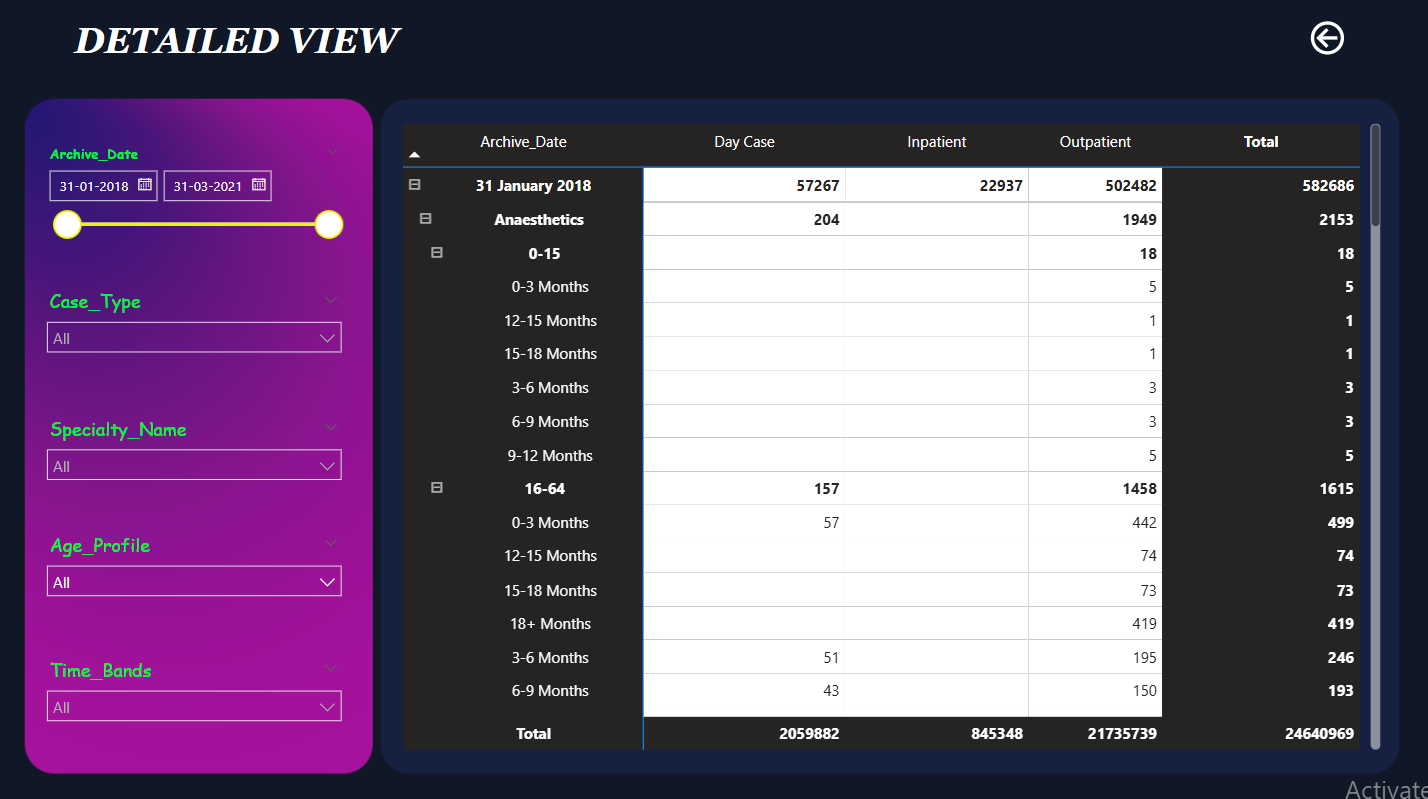 DETAILED VIEW
Archive_Date
31-01-2018 31-03-2021
Case_Type
All
Specialty_Name
All
Age_Profile
All
Time_Bands
All
Archive_Date Day Case Inpatient Outpatient Total
31 January 2018 57267 22937 502482 582686
Anaesthetics 204 1949 2153
0-15 18 18
0-3 Months 5 5
12-15 Months 1 1
15-18 Months 1 1
3-6 Months 3 3
6-9 Months 3 3
9-12 Months 5 5
16-64 157 1458 1615
0-3 Months 57 442 499
12-15 Months 74 74
15-18 Months 73 73
18+ Months 419 419
3-6 Months 51 195 246
6-9 Months 43 150 193
Total 2059882 845348 21735739 24640969
Activate